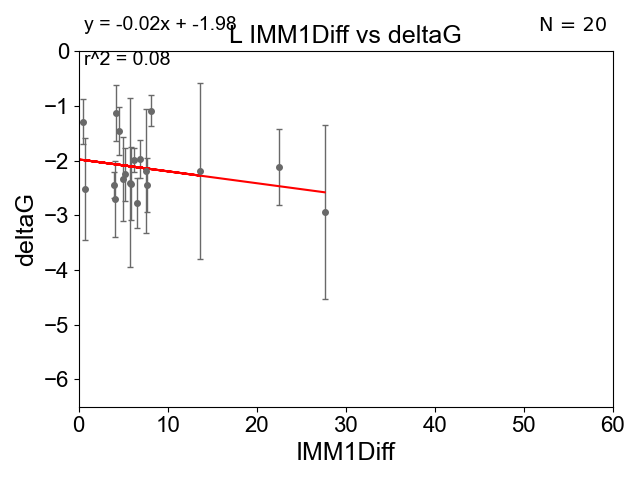 y = -0.02x + -1.98
L IMM1Diff vs deltaG
N = 20
r^2 = 0.08
0
−1
−2
−3
−4
−5
−6
deltaG
0 10 20 30 40 50 60
IMM1Diff